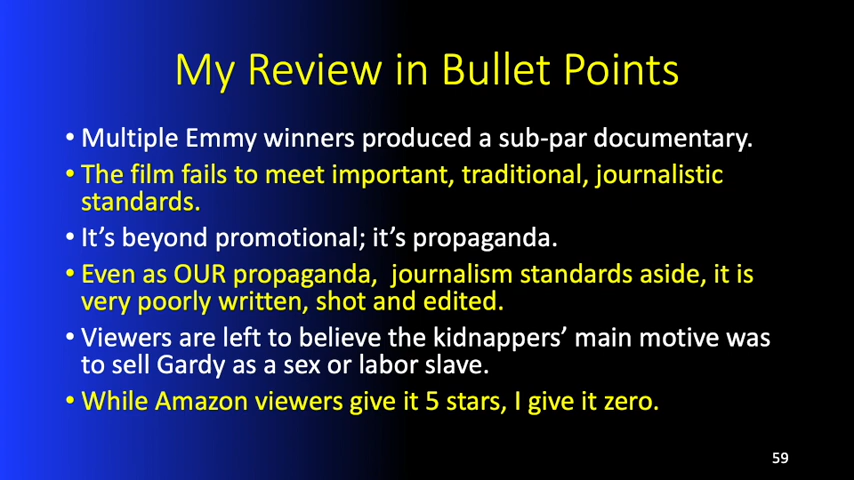 My Review in Bullet Points
• Multiple Emmy winners produced a sub-par documentary.
• The film fails to meet important, traditional, journalistic
standards.
• It’s beyond promotional; it’s propaganda.
• Even as OUR propaganda,  journalism standards aside, it is
very poorly written, shot and edited.
• Viewers are left to believe the kidnappers’ main motive was
to sell Gardy as a sex or labor slave.
• While Amazon viewers give it 5 stars, I give it zero.
59